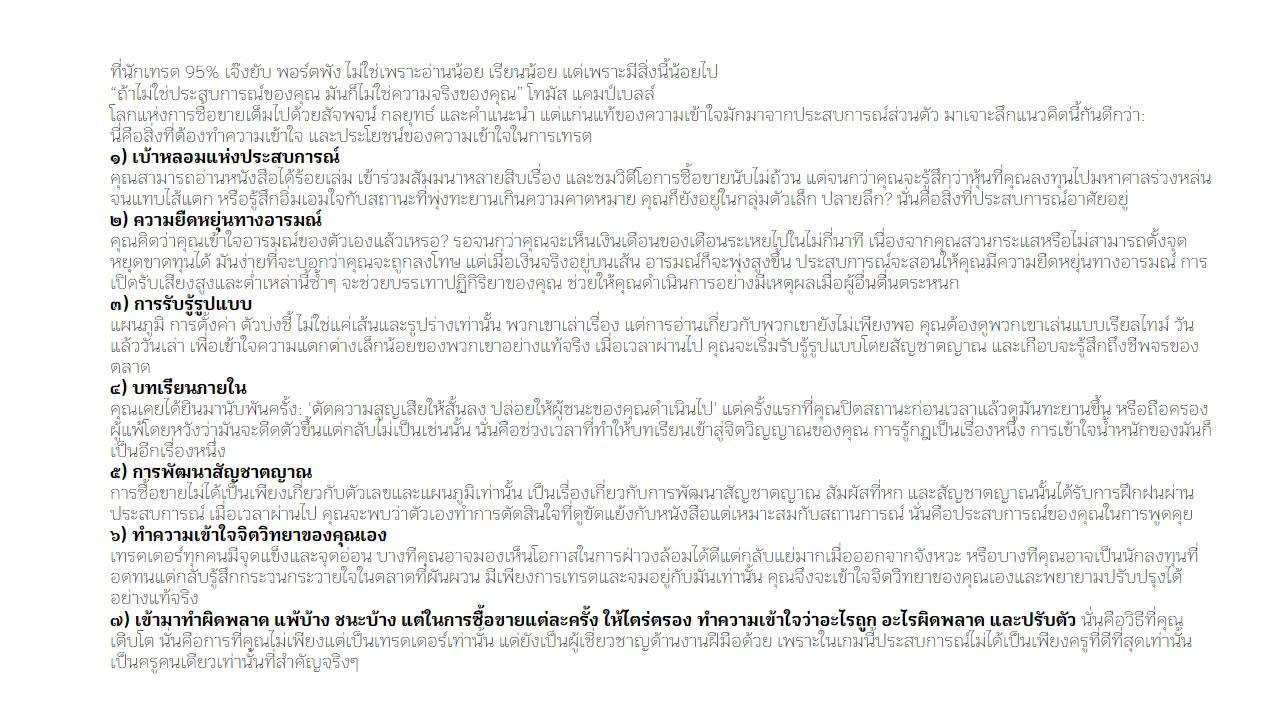 ที่นักเทรด 95% เจ๊งยับ พอร์ตพัง ไม่ใช่เพราะอ่านน้อย เรียนน้อย แต่เพราะมีสิ่งนี้น้อยไป
“ถ้าไม่ใช่ประสบการณ์ของคุณ มันก็ไม่ใช่ความจริงของคุณ” โทมัส แคมป์เบลล์
โลกแห่งการซื้อขายเต็มไปด้วยสัจพจน์ กลยุทธ์ และคำแนะนำ แต่แก่นแท้ของความเข้าใจมักมาจากประสบการณ์ส่วนตัว มาเจาะลึกแนวคิดนี้กันดีกว่า:
นี่คือสิ่งที่ต้องทำความเข้าใจ และประโยชน์ของความเข้าใจในการเทรด
๑) เบ้าหลอมแห่งประสบการณ์
คุณสามารถอ่านหนังสือได้ร้อยเล่ม เข้าร่วมสัมมนาหลายสิบเรื่อง และชมวิดีโอการซื้อขายนับไม่ถ้วน แต่จนกว่าคุณจะรู้สึกว่าหุ้นที่คุณลงทุนไปมหาศาลร่วงหล่น
จนแทบไส้แตก หรือรู้สึกอิ่มเอมใจกับสถานะที่พุ่งทะยานเกินความคาดหมาย คุณก็ยังอยู่ในกลุ่มตัวเล็ก ปลายลึก? นั่นคือสิ่งที่ประสบการณ์อาศัยอยู่
๒) ความยืดหยุ่นทางอารมณ์
คุณคิดว่าคุณเข้าใจอารมณ์ของตัวเองแล้วเหรอ? รอจนกว่าคุณจะเห็นเงินเดือนของเดือนระเหยไปในไม่กี่นาที เนื่องจากคุณสวนกระแสหรือไม่สามารถตั้งจุด
หยุดขาดทุนได้ มันง่ายที่จะบอกว่าคุณจะถูกลงโทษ แต่เมื่อเงินจริงอยู่บนเส้น อารมณ์ก็จะพุ่งสูงขึ้น ประสบการณ์จะสอนให้คุณมีความยืดหยุ่นทางอารมณ์ การ
เปิดรับเสียงสูงและต่ำเหล่านี้ซ้ำๆ จะช่วยบรรเทาปฏิกิริยาของคุณ ช่วยให้คุณดำเนินการอย่างมีเหตุผลเมื่อผู้อื่นตื่นตระหนก
๓) การรับรู้รูปแบบ
แผนภูมิ การตั้งค่า ตัวบ่งชี้ ไม่ใช่แค่เส้นและรูปร่างเท่านั้น พวกเขาเล่าเรื่อง แต่การอ่านเกี่ยวกับพวกเขายังไม่เพียงพอ คุณต้องดูพวกเขาเล่นแบบเรียลไทม์ วัน
แล้ววันเล่า เพื่อเข้าใจความแตกต่างเล็กน้อยของพวกเขาอย่างแท้จริง เมื่อเวลาผ่านไป คุณจะเริ่มรับรู้รูปแบบโดยสัญชาตญาณ และเกือบจะรู้สึกถึงชีพจรของ
ตลาด
๔) บทเรียนภายใน
คุณเคยได้ยินมานับพันครั้ง: 'ตัดความสูญเสียให้สั้นลง ปล่อยให้ผู้ชนะของคุณดำเนินไป' แต่ครั้งแรกที่คุณปิดสถานะก่อนเวลาแล้วดูมันทะยานขึ้น หรือถือครอง
ผู้แพ้โดยหวังว่ามันจะดีดตัวขึ้นแต่กลับไม่เป็นเช่นนั้น นั่นคือช่วงเวลาที่ทำให้บทเรียนเข้าสู่จิตวิญญาณของคุณ การรู้กฎเป็นเรื่องหนึ่ง การเข้าใจน้ำหนักของมันก็
เป็นอีกเรื่องหนึ่ง
๕) การพัฒนาสัญชาตญาณ
การซื้อขายไม่ได้เป็นเพียงเกี่ยวกับตัวเลขและแผนภูมิเท่านั้น เป็นเรื่องเกี่ยวกับการพัฒนาสัญชาตญาณ สัมผัสที่หก และสัญชาตญาณนั้นได้รับการฝึกฝนผ่าน
ประสบการณ์ เมื่อเวลาผ่านไป คุณจะพบว่าตัวเองทำการตัดสินใจที่ดูขัดแย้งกับหนังสือแต่เหมาะสมกับสถานการณ์ นั่นคือประสบการณ์ของคุณในการพูดคุย
๖) ทำความเข้าใจจิตวิทยาของคุณเอง
เทรดเดอร์ทุกคนมีจุดแข็งและจุดอ่อน บางทีคุณอาจมองเห็นโอกาสในการฝ่าวงล้อมได้ดีแต่กลับแย่มากเมื่อออกจากจังหวะ หรือบางทีคุณอาจเป็นนักลงทุนที่
อดทนแต่กลับรู้สึกกระวนกระวายใจในตลาดที่ผันผวน มีเพียงการเทรดและจมอยู่กับมันเท่านั้น คุณจึงจะเข้าใจจิตวิทยาของคุณเองและพยายามปรับปรุงได้
อย่างแท้จริง
๗) เข้ามาทำผิดพลาด แพ้บ้าง ชนะบ้าง แต่ในการซื้อขายแต่ละครั้ง ให้ไตร่ตรอง ทำความเข้าใจว่าอะไรถูก อะไรผิดพลาด และปรับตัว นั่นคือวิธีที่คุณ
เติบโต นั่นคือการที่คุณไม่เพียงแต่เป็นเทรดเดอร์เท่านั้น แต่ยังเป็นผู้เชี่ยวชาญด้านงานฝีมือด้วย เพราะในเกมนี้ประสบการณ์ไม่ได้เป็นเพียงครูที่ดีที่สุดเท่านั้น
เป็นครูคนเดียวเท่านั้นที่สำคัญจริงๆ